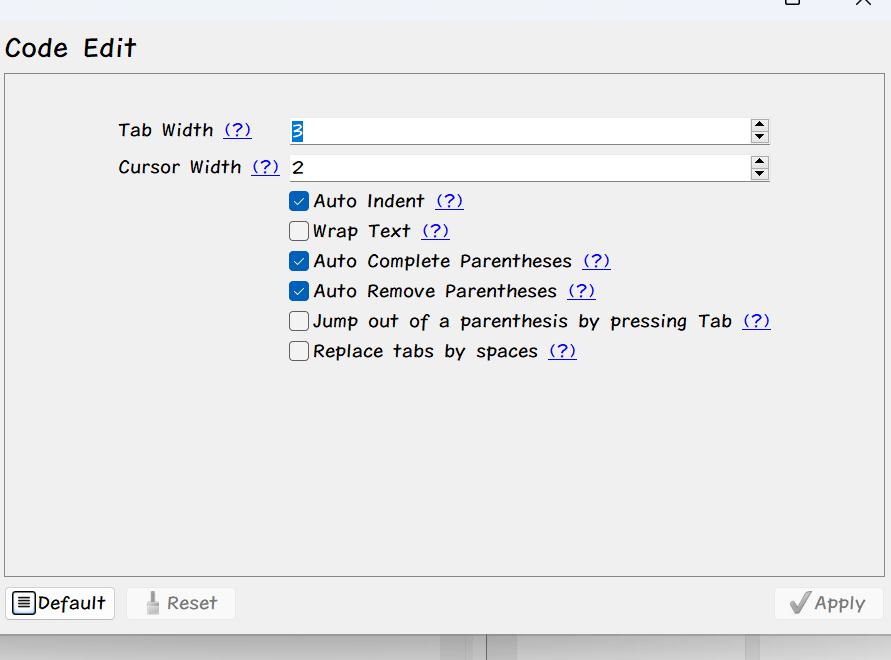 Code Edit
Tab Width (?) 3
Cursor Width (?) 2
Auto Indent (?)
Wrap Text (?)
Auto Complete Parentheses (?)
Auto Remove Parentheses (?)
Jump out of a parenthesis by pressing Tab (?)
Replace tabs by spaces (?)
Default Reset Apply